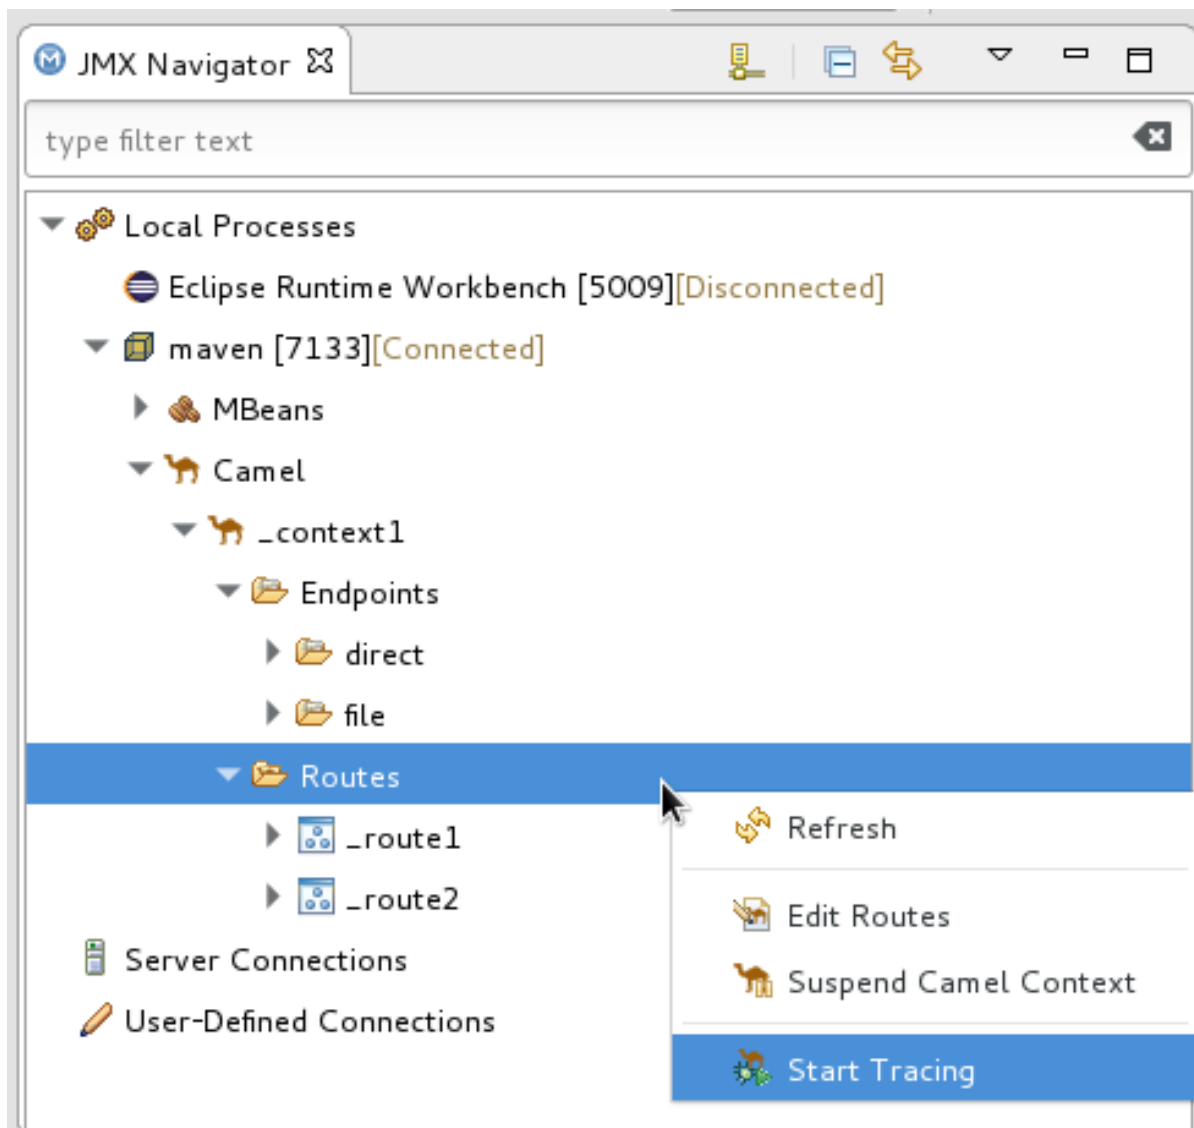 JMX Navigator
type filter text
Local Processes
Eclipse Runtime Workbench [5009][Disconnected]
maven [7133][Connected]
MBeans
Camel
_context1
Endpoints
direct
file
Routes
_route1
Refresh
_route2
Edit Routes
Server Connections
Suspend Camel Context
User-Defined Connections
Start Tracing